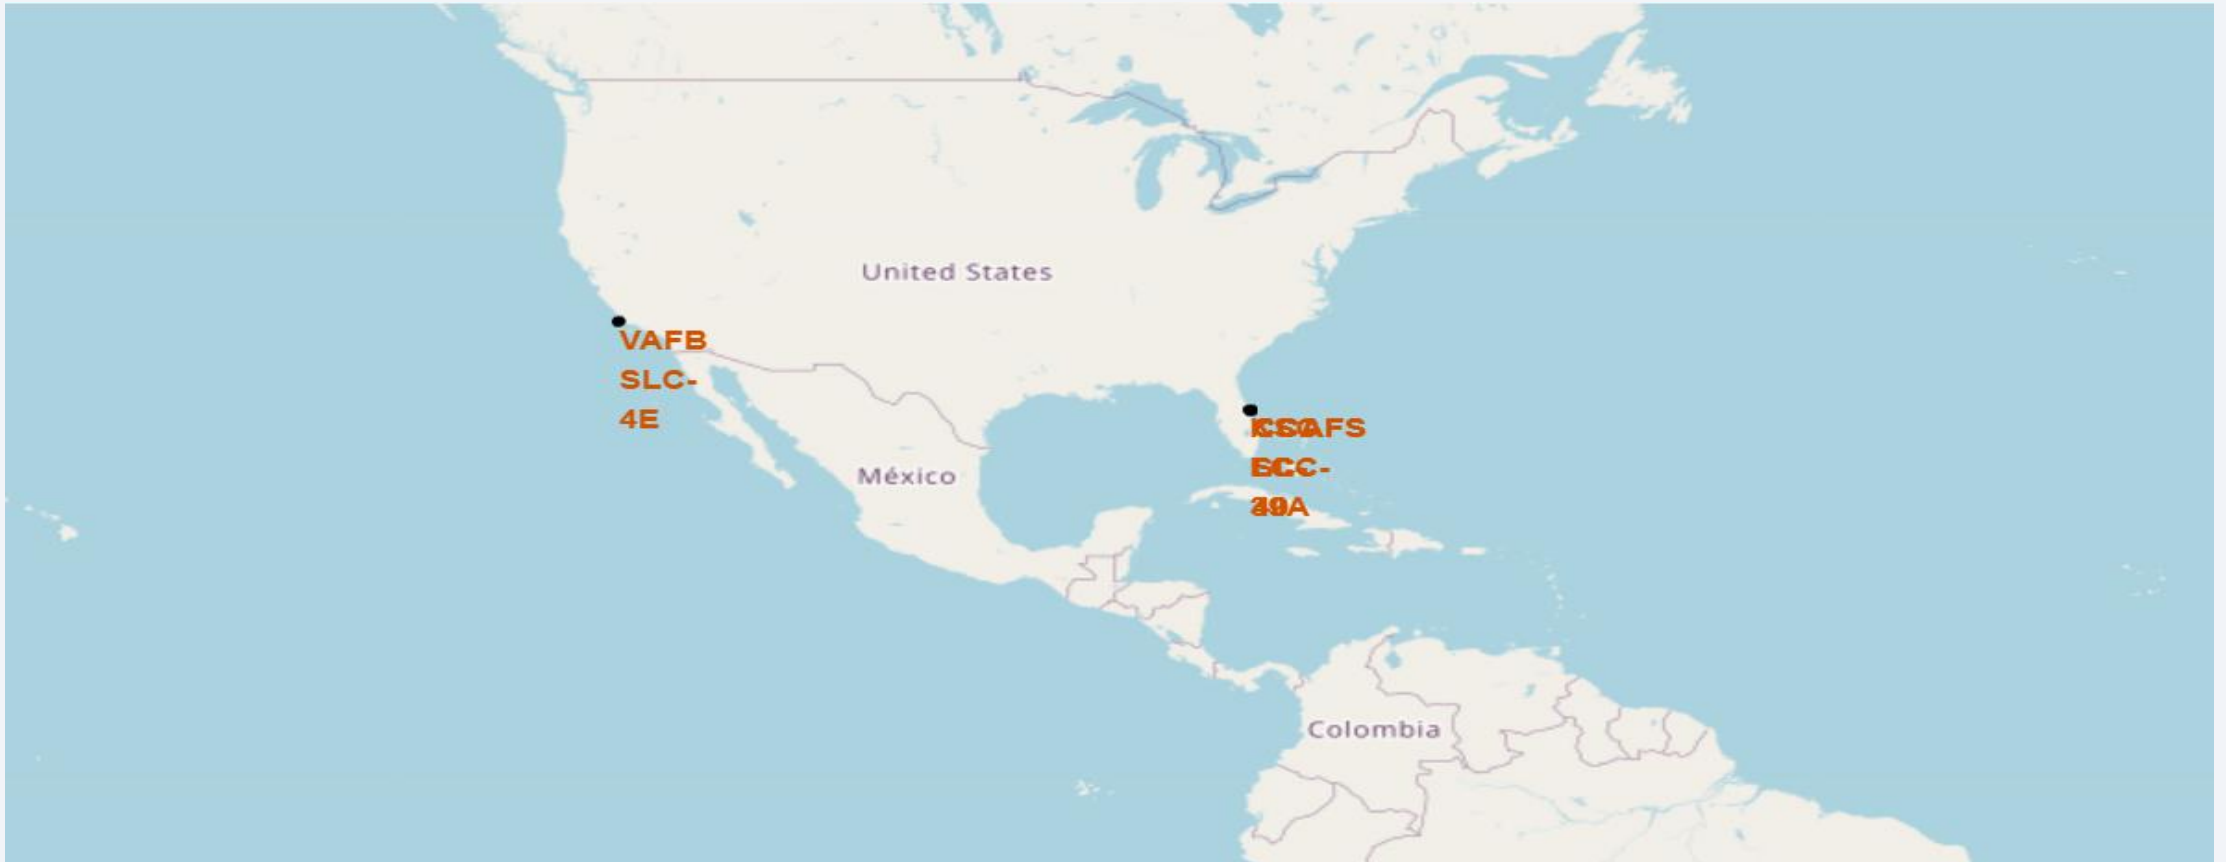 United States
VAFB
SLC-
4E
México
Colombia